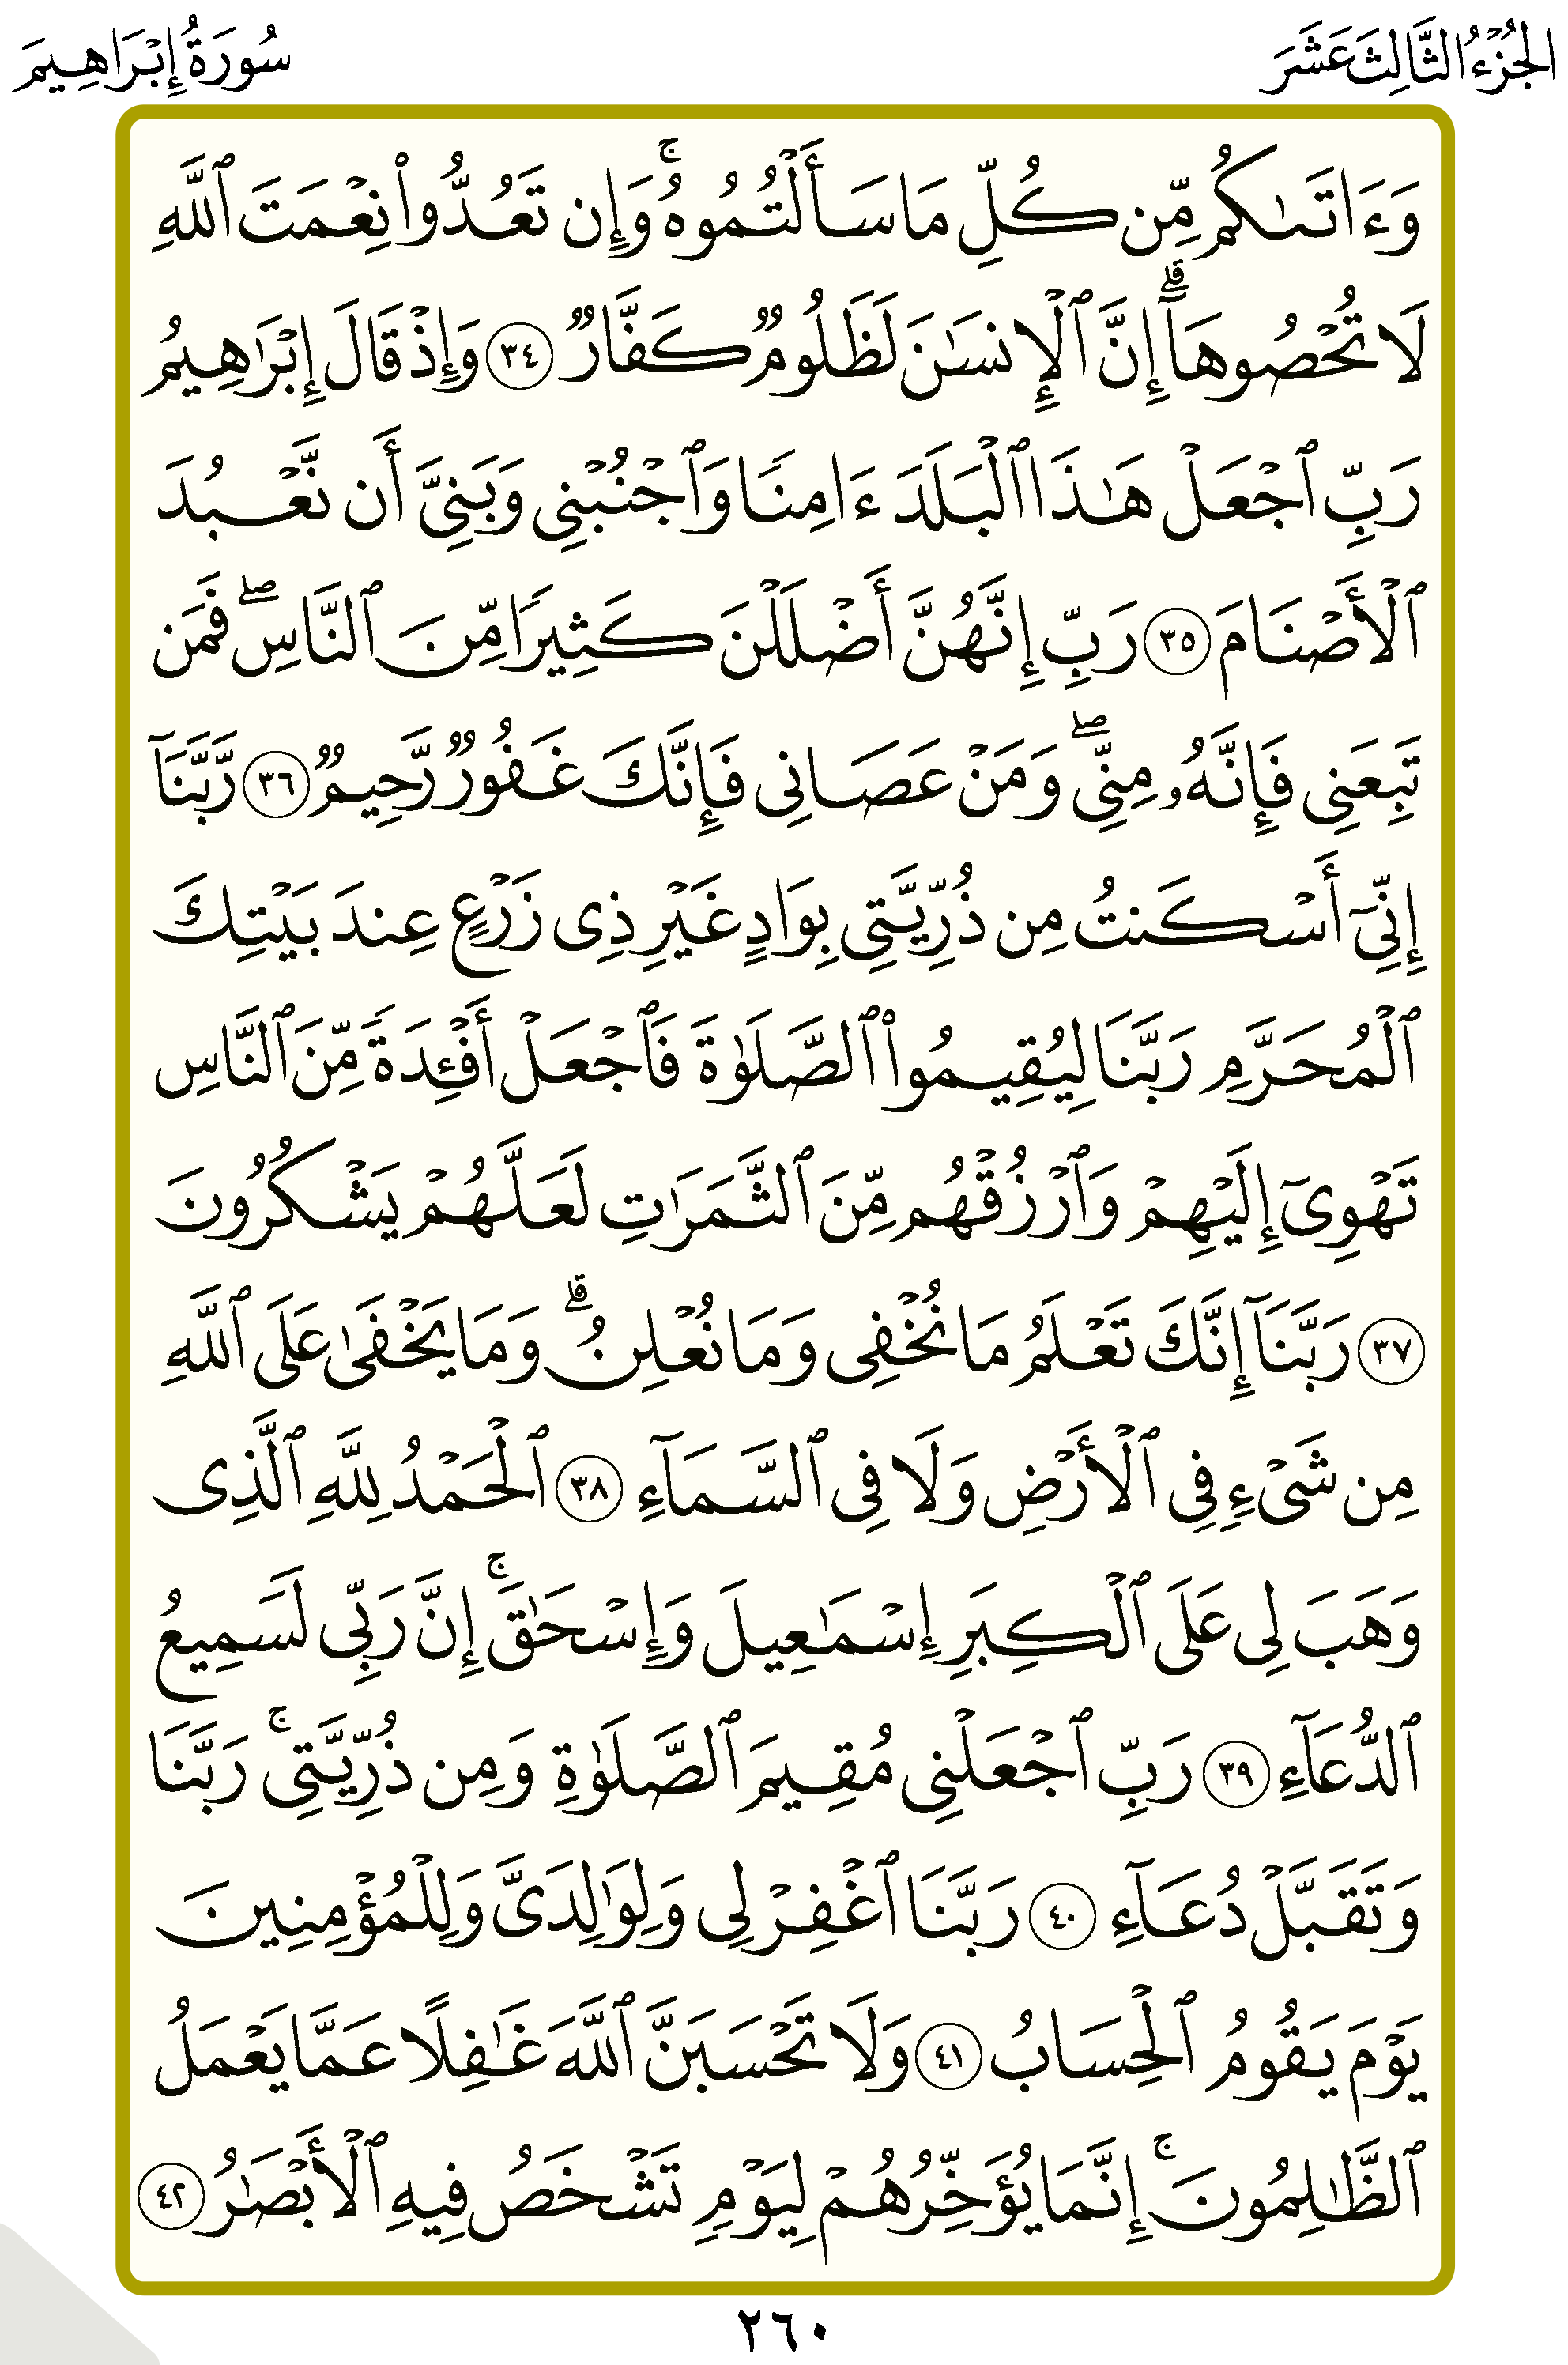 الجُزْءُ الثَّالِثَ عَشَرَ
سُورَةُ إِبْرَاهِيمَ
وَءَاتَىٰكُم مِّن كُلِّ مَا سَأَلْتُمُوهُۚ وَإِن تَعُدُّوا۟ نِعْمَتَ ٱللَّهِ
لَا تُحْصُوهَآۗ إِنَّ ٱلْإِنسَٰنَ لَظَلُومٌ كَفَّارٌ ٣٤ وَإِذْ قَالَ إِبْرَٰهِيمُ
رَبِّ ٱجْعَلْ هَٰذَا ٱلْبَلَدَ ءَامِنًا وَٱجْنُبْنِى وَبَنِىَّ أَن نَّعْبُدَ
ٱلْأَصْنَامَ ٣٥ رَبِّ إِنَّهُنَّ أَضْلَلْنَ كَثِيرًا مِّنَ ٱلنَّاسِۖ فَمَن
تَبِعَنِى فَإِنَّهُۥ مِنِّىۖ وَمَنْ عَصَانِى فَإِنَّكَ غَفُورٌ رَّحِيمٌ ٣٦ رَّبَّنَآ
إِنِّىٓ أَسْكَنتُ مِن ذُرِّيَّتِى بِوَادٍ غَيْرِ ذِى زَرْعٍ عِندَ بَيْتِكَ
ٱلْمُحَرَّمِ رَبَّنَا لِيُقِيمُوا۟ ٱلصَّلَوٰةَ فَٱجْعَلْ أَفْـِٔدَةً مِّنَ ٱلنَّاسِ
تَهْوِىٓ إِلَيْهِمْ وَٱرْزُقْهُم مِّنَ ٱلثَّمَرَٰتِ لَعَلَّهُمْ يَشْكُرُونَ
٣٧ رَبَّنَآ إِنَّكَ تَعْلَمُ مَا نُخْفِى وَمَا نُعْلِنُۗ وَمَا يَخْفَىٰ عَلَى ٱللَّهِ
مِن شَىْءٍ فِى ٱلْأَرْضِ وَلَا فِى ٱلسَّمَآءِ ٣٨ ٱلْحَمْدُ لِلَّهِ ٱلَّذِى
وَهَبَ لِى عَلَى ٱلْكِبَرِ إِسْمَٰعِيلَ وَإِسْحَٰقَۚ إِنَّ رَبِّى لَسَمِيعُ
ٱلدُّعَآءِ ٣٩ رَبِّ ٱجْعَلْنِى مُقِيمَ ٱلصَّلَوٰةِ وَمِن ذُرِّيَّتِىۚ رَبَّنَا
وَتَقَبَّلْ دُعَآءِ ٤٠ رَبَّنَا ٱغْفِرْ لِى وَلِوَٰلِدَىَّ وَلِلْمُؤْمِنِينَ
يَوْمَ يَقُومُ ٱلْحِسَابُ ٤١ وَلَا تَحْسَبَنَّ ٱللَّهَ غَٰفِلًا عَمَّا يَعْمَلُ
ٱلظَّٰلِمُونَۚ إِنَّمَا يُؤَخِّرُهُمْ لِيَوْمٍ تَشْخَصُ فِيهِ ٱلْأَبْصَٰرُ ٤٢
٢٦٠